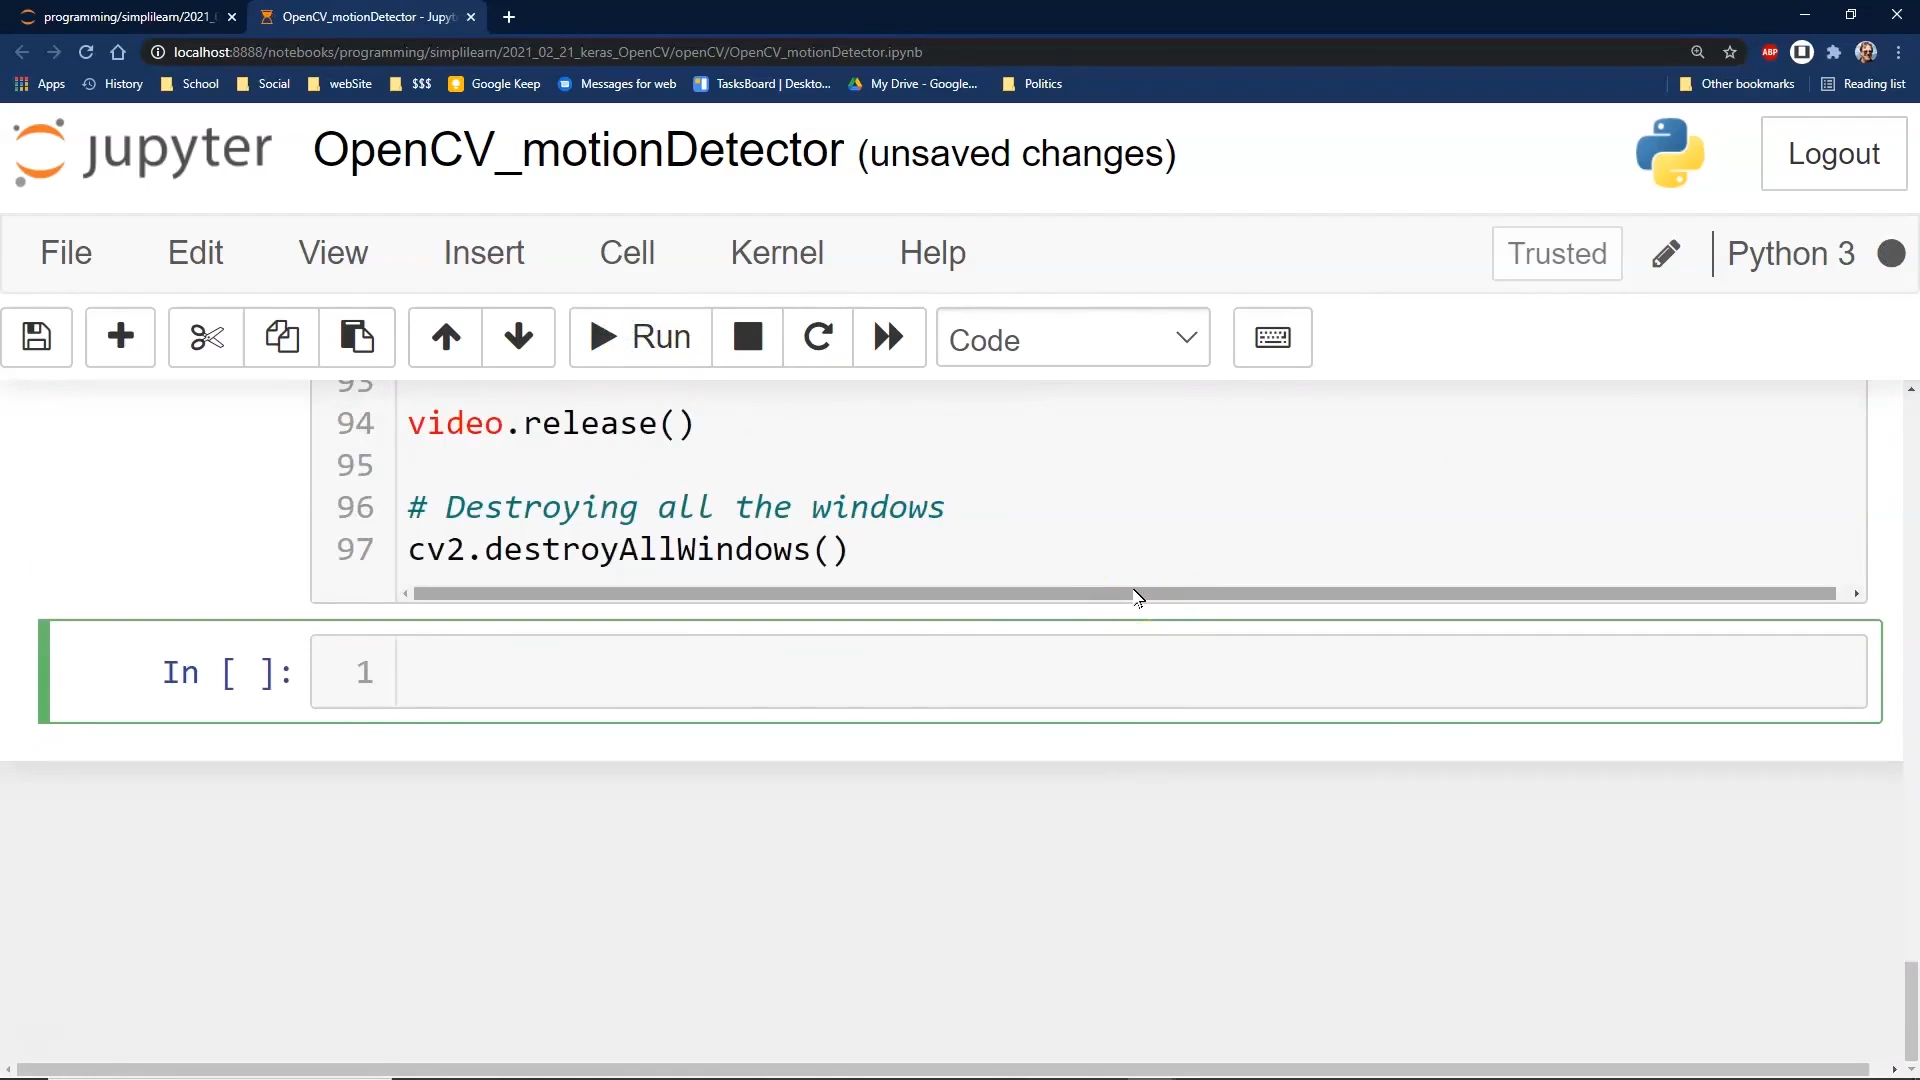 programming/simplilearn/2021_
OpenCV_motionDetector - Jupyt
localhost:8888/notebooks/programming/simplilearn/2021_02_21_keras_OpenCV/openCV/OpenCV_motionDetector.ipynb
ABP
Apps History School Social webSite $$$ Google Keep Messages for web TasksBoard | Deskto... My Drive - Google... Politics Other bookmarks Reading list
jupyter OpenCV_motionDetector (unsaved changes) Logout
File Edit View Insert Cell Kernel Help Trusted Python 3
Run Code
93
94 video.release()
95
96 # Destroying all the windows
97 cv2.destroyAllWindows()
In [ ]: 1